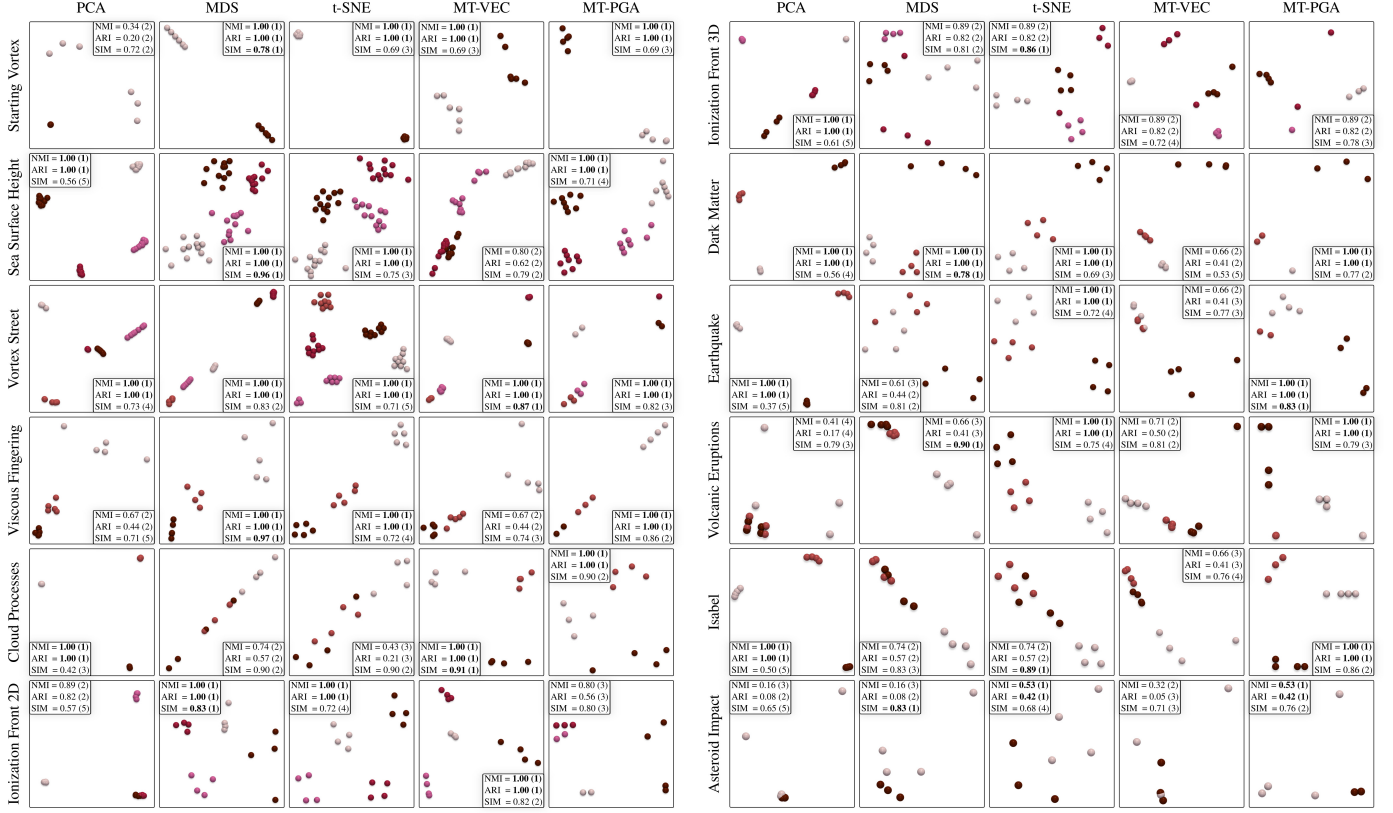 PCA
MDS
t-SNE
MT-VEC
MT-PGA
Starting Vortex
NMI = 0.34 (2)
ARI = 0.20 (2)
SIM = 0.72 (2)
NMI = 1.00 (1)
ARI = 1.00 (1)
SIM = 0.78 (1)
NMI = 1.00 (1)
ARI = 1.00 (1)
SIM = 0.69 (3)
NMI = 1.00 (1)
ARI = 1.00 (1)
SIM = 0.69 (3)
NMI = 1.00 (1)
ARI = 1.00 (1)
SIM = 0.69 (3)
Sea Surface Height
NMI = 1.00 (1)
ARI = 1.00 (1)
SIM = 0.56 (5)
NMI = 1.00 (1)
ARI = 1.00 (1)
SIM = 0.96 (1)
NMI = 1.00 (1)
ARI = 1.00 (1)
SIM = 0.75 (3)
NMI = 0.80 (2)
ARI = 0.62 (2)
SIM = 0.79 (2)
NMI = 1.00 (1)
ARI = 1.00 (1)
SIM = 0.71 (4)
Vortex Street
NMI = 1.00 (1)
ARI = 1.00 (1)
SIM = 0.73 (4)
NMI = 1.00 (1)
ARI = 1.00 (1)
SIM = 0.83 (2)
NMI = 1.00 (1)
ARI = 1.00 (1)
SIM = 0.71 (5)
NMI = 1.00 (1)
ARI = 1.00 (1)
SIM = 0.87 (1)
NMI = 1.00 (1)
ARI = 1.00 (1)
SIM = 0.82 (3)
Viscous Fingering
NMI = 0.67 (2)
ARI = 0.44 (2)
SIM = 0.71 (5)
NMI = 1.00 (1)
ARI = 1.00 (1)
SIM = 0.97 (1)
NMI = 1.00 (1)
ARI = 1.00 (1)
SIM = 0.72 (4)
NMI = 0.67 (2)
ARI = 0.44 (2)
SIM = 0.74 (3)
NMI = 1.00 (1)
ARI = 1.00 (1)
SIM = 0.86 (2)
Cloud Processes
NMI = 1.00 (1)
ARI = 1.00 (1)
SIM = 0.42 (3)
NMI = 0.74 (2)
ARI = 0.57 (2)
SIM = 0.90 (2)
NMI = 0.43 (3)
ARI = 0.21 (3)
SIM = 0.90 (2)
NMI = 1.00 (1)
ARI = 1.00 (1)
SIM = 0.91 (1)
NMI = 1.00 (1)
ARI = 1.00 (1)
SIM = 0.90 (2)
Ionization Front 2D
NMI = 0.89 (2)
ARI = 0.82 (2)
SIM = 0.57 (5)
NMI = 1.00 (1)
ARI = 1.00 (1)
SIM = 0.83 (1)
NMI = 1.00 (1)
ARI = 1.00 (1)
SIM = 0.72 (4)
NMI = 1.00 (1)
ARI = 1.00 (1)
SIM = 0.82 (2)
NMI = 0.80 (3)
ARI = 0.56 (3)
SIM = 0.80 (3)
PCA
MDS
t-SNE
MT-VEC
MT-PGA
Ionization Front 3D
NMI = 1.00 (1)
ARI = 1.00 (1)
SIM = 0.61 (5)
NMI = 0.89 (2)
ARI = 0.82 (2)
SIM = 0.81 (2)
NMI = 0.89 (2)
ARI = 0.82 (2)
SIM = 0.86 (1)
NMI = 0.89 (2)
ARI = 0.82 (2)
SIM = 0.72 (4)
NMI = 0.89 (2)
ARI = 0.82 (2)
SIM = 0.78 (3)
Dark Matter
NMI = 1.00 (1)
ARI = 1.00 (1)
SIM = 0.56 (4)
NMI = 1.00 (1)
ARI = 1.00 (1)
SIM = 0.78 (1)
NMI = 1.00 (1)
ARI = 1.00 (1)
SIM = 0.69 (3)
NMI = 0.66 (2)
ARI = 0.41 (2)
SIM = 0.53 (5)
NMI = 1.00 (1)
ARI = 1.00 (1)
SIM = 0.77 (2)
Earthquake
NMI = 1.00 (1)
ARI = 1.00 (1)
SIM = 0.37 (5)
NMI = 0.61 (3)
ARI = 0.44 (2)
SIM = 0.81 (2)
NMI = 1.00 (1)
ARI = 1.00 (1)
SIM = 0.72 (4)
NMI = 0.66 (2)
ARI = 0.41 (3)
SIM = 0.77 (3)
NMI = 1.00 (1)
ARI = 1.00 (1)
SIM = 0.83 (1)
Volcanic Eruptions
NMI = 0.41 (4)
ARI = 0.17 (4)
SIM = 0.79 (3)
NMI = 0.66 (3)
ARI = 0.41 (3)
SIM = 0.90 (1)
NMI = 1.00 (1)
ARI = 1.00 (1)
SIM = 0.75 (4)
NMI = 0.71 (2)
ARI = 0.50 (2)
SIM = 0.81 (2)
NMI = 1.00 (1)
ARI = 1.00 (1)
SIM = 0.79 (3)
Isabel
NMI = 1.00 (1)
ARI = 1.00 (1)
SIM = 0.50 (5)
NMI = 0.74 (2)
ARI = 0.57 (2)
SIM = 0.83 (3)
NMI = 0.74 (2)
ARI = 0.57 (2)
SIM = 0.89 (1)
NMI = 0.66 (3)
ARI = 0.41 (3)
SIM = 0.76 (4)
NMI = 1.00 (1)
ARI = 1.00 (1)
SIM = 0.86 (2)
Asteroid Impact
NMI = 0.16 (3)
ARI = 0.08 (2)
SIM = 0.65 (5)
NMI = 0.16 (3)
ARI = 0.08 (2)
SIM = 0.83 (1)
NMI = 0.53 (1)
ARI = 0.42 (1)
SIM = 0.68 (4)
NMI = 0.32 (2)
ARI = 0.05 (3)
SIM = 0.71 (3)
NMI = 0.53 (1)
ARI = 0.42 (1)
SIM = 0.76 (2)